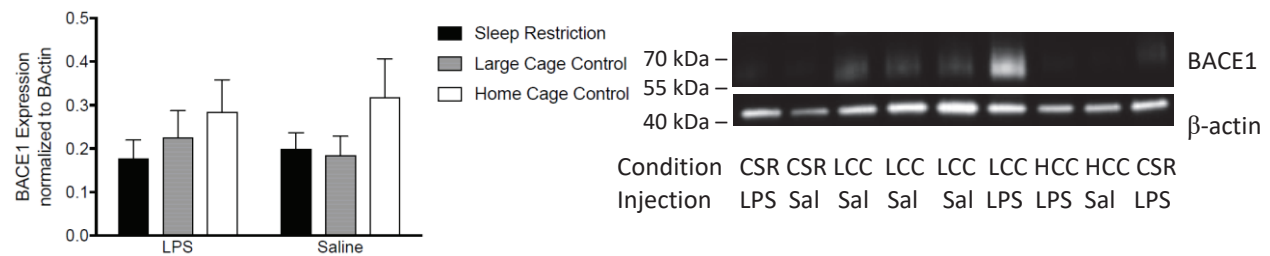 BACE1 Expression
normalized to BActin
0.5
0.4
0.3
0.2
0.1
0.0
LPS Saline
Sleep Restriction
Large Cage Control
Home Cage Control
70 kDa –
55 kDa –
40 kDa –
BACE1
β-actin
Condition CSR CSR LCC LCC LCC LCC HCC HCC CSR
Injection LPS Sal Sal Sal Sal LPS LPS Sal LPS